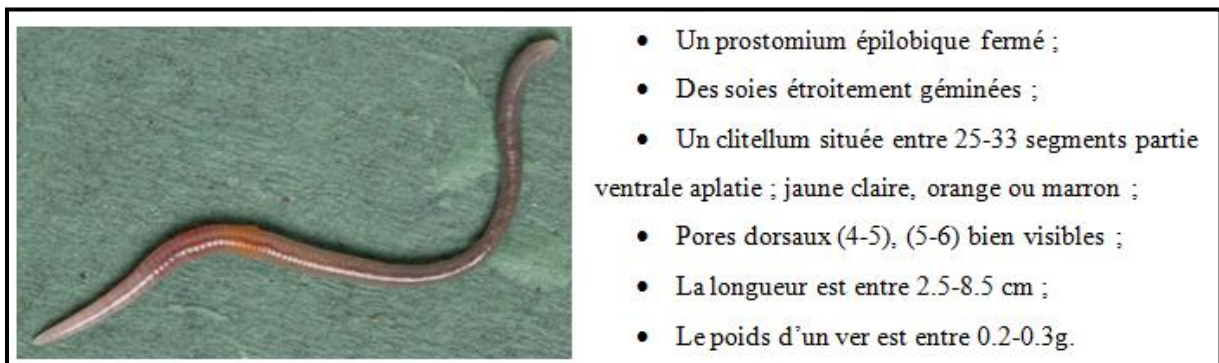 • Un prostomium épilobique fermé ;
• Des soies étroitement géminées ;
• Un clitellum située entre 25-33 segments partie
ventrale aplatie ; jaune claire, orange ou marron ;
• Pores dorsaux (4-5), (5-6) bien visibles ;
• La longueur est entre 2.5-8.5 cm ;
• Le poids d’un ver est entre 0.2-0.3g.